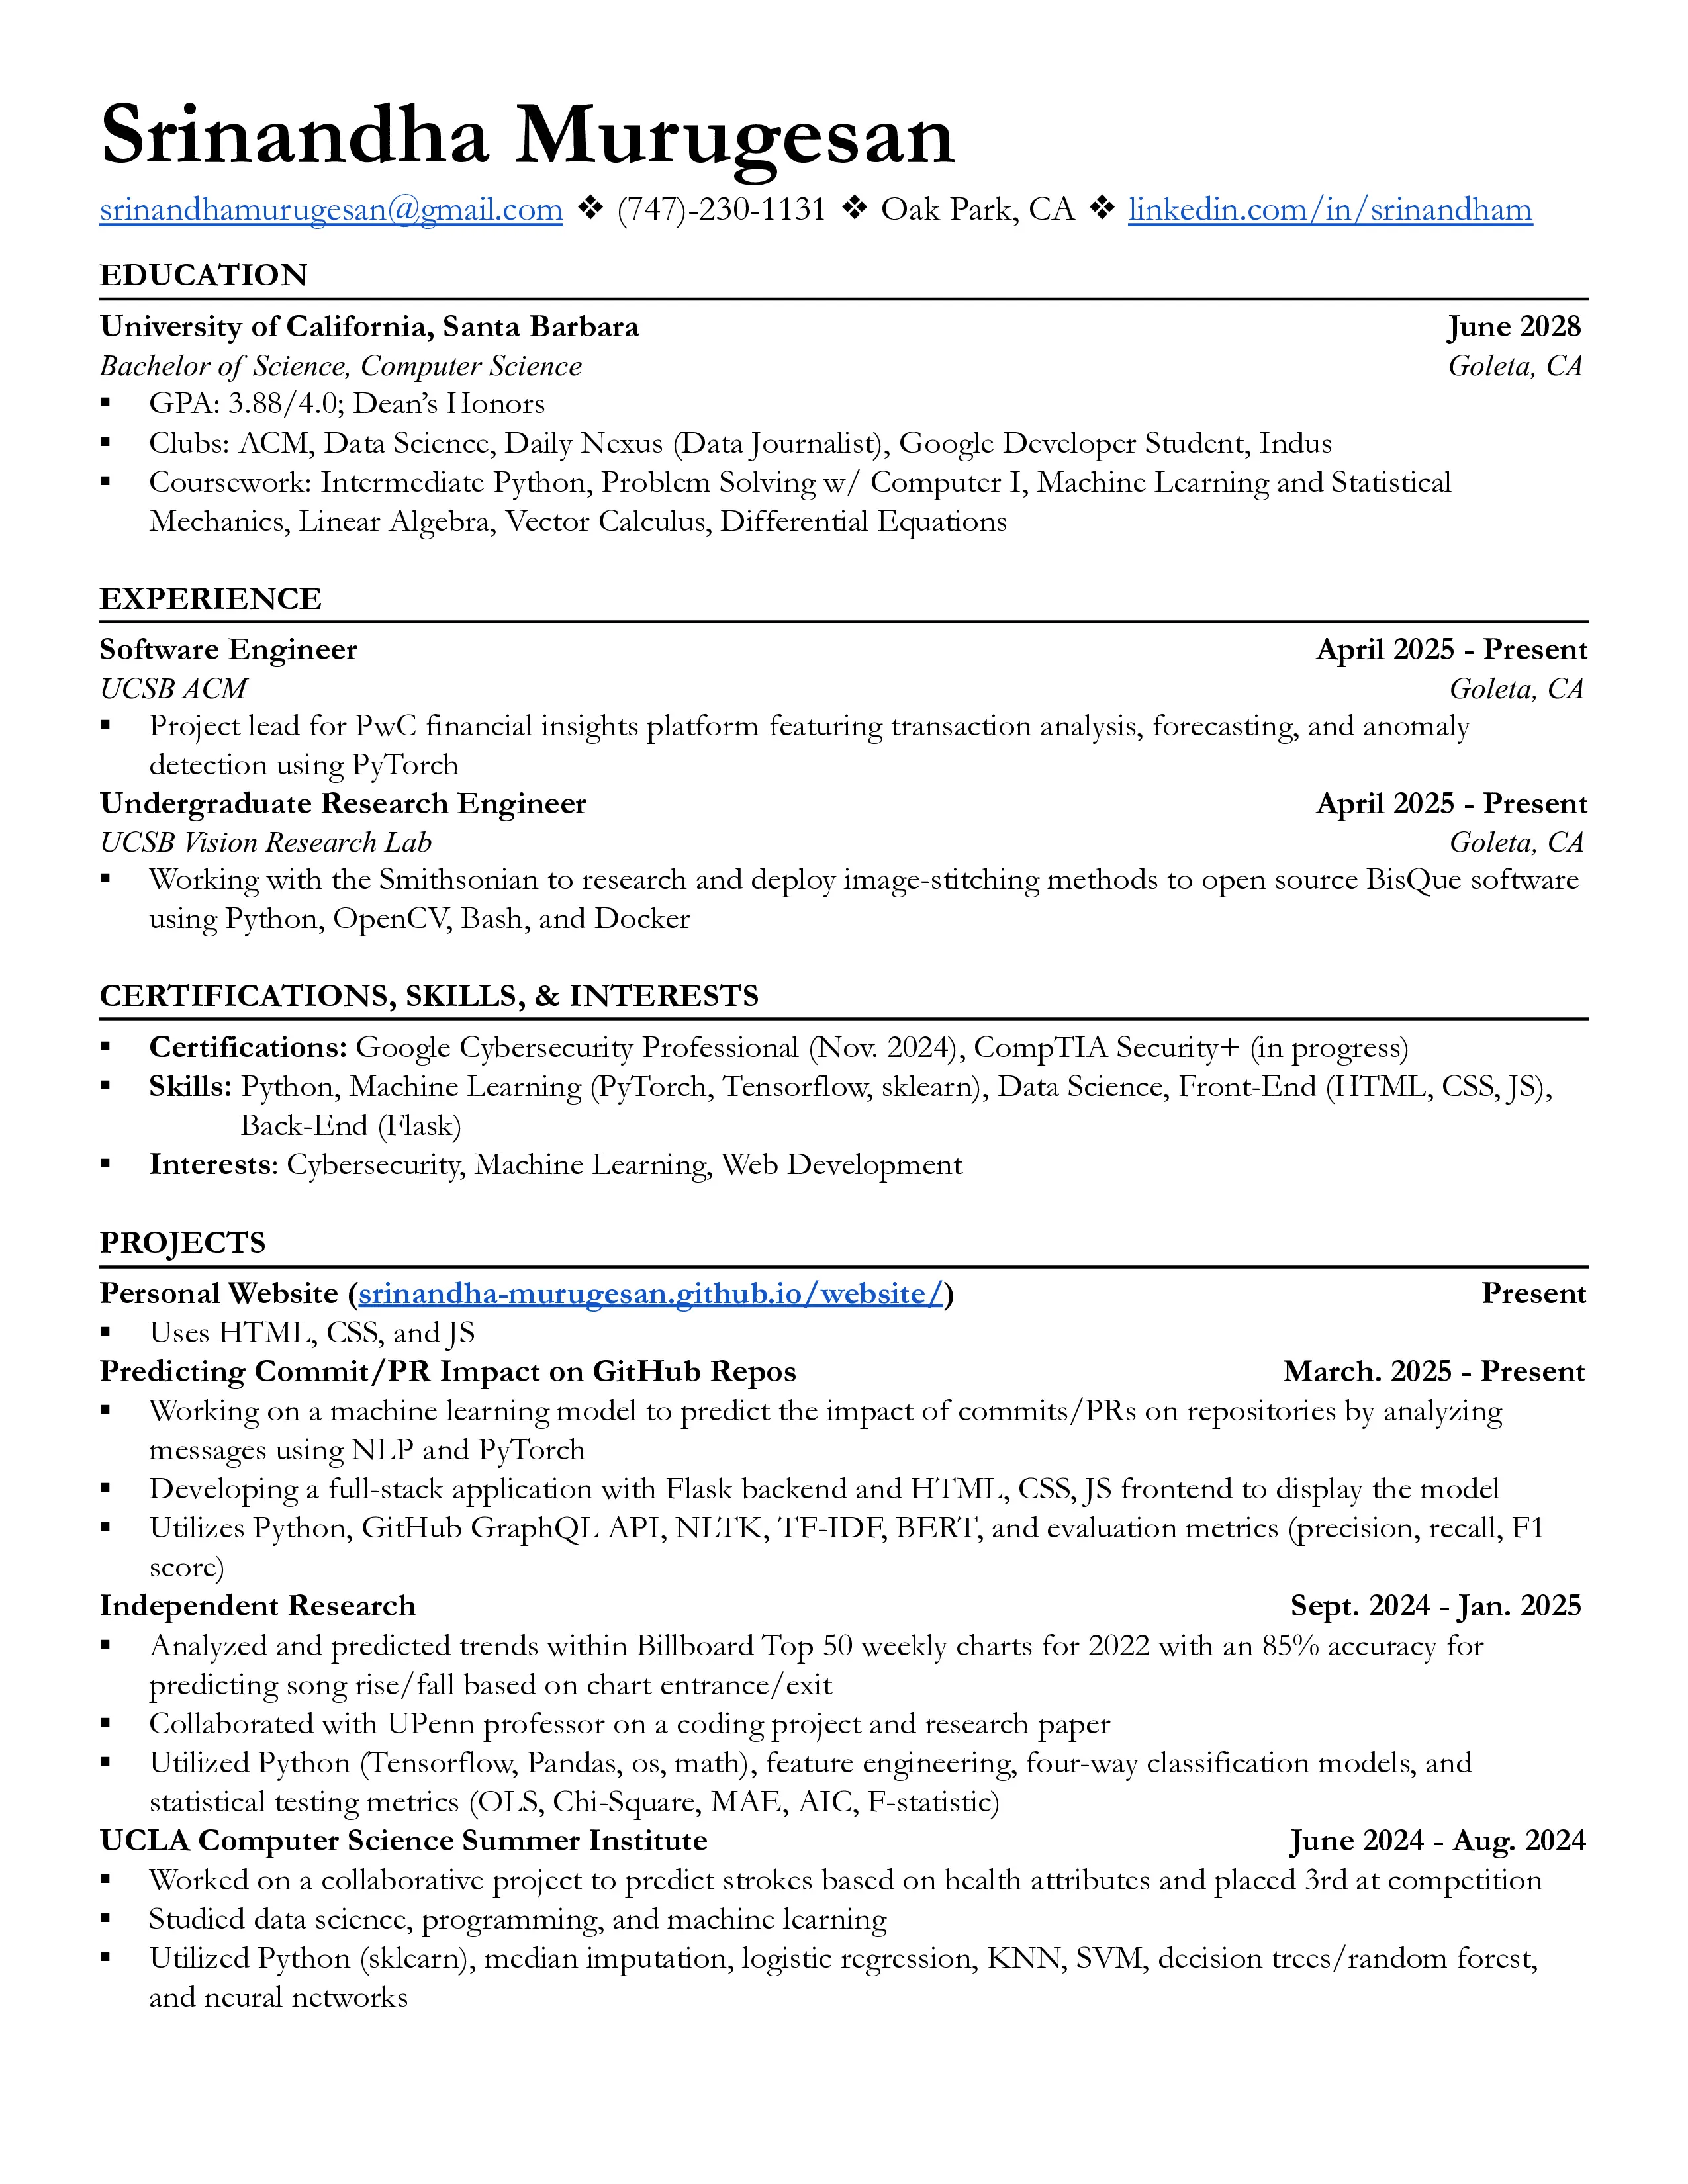 Srinandha Murugesan
srinandhamurugesan@gmail.com ❖ (747)-230-1131 ❖ Oak Park, CA ❖ linkedin.com/in/srinandham
EDUCATION
University of California, Santa Barbara June 2028
Bachelor of Science, Computer Science Goleta, CA
▪ GPA: 3.88/4.0; Dean’s Honors
▪ Clubs: ACM, Data Science, Daily Nexus (Data Journalist), Google Developer Student, Indus
▪ Coursework: Intermediate Python, Problem Solving w/ Computer I, Machine Learning and Statistical
Mechanics, Linear Algebra, Vector Calculus, Differential Equations
EXPERIENCE
Software Engineer April 2025 - Present
UCSB ACM Goleta, CA
▪ Project lead for PwC financial insights platform featuring transaction analysis, forecasting, and anomaly
detection using PyTorch
Undergraduate Research Engineer April 2025 - Present
UCSB Vision Research Lab Goleta, CA
▪ Working with the Smithsonian to research and deploy image-stitching methods to open source BisQue software
using Python, OpenCV, Bash, and Docker
CERTIFICATIONS, SKILLS, & INTERESTS
▪ Certifications: Google Cybersecurity Professional (Nov. 2024), CompTIA Security+ (in progress)
▪ Skills: Python, Machine Learning (PyTorch, Tensorflow, sklearn), Data Science, Front-End (HTML, CSS, JS),
Back-End (Flask)
▪ Interests: Cybersecurity, Machine Learning, Web Development
PROJECTS
Personal Website (srinandha-murugesan.github.io/website/) Present
▪ Uses HTML, CSS, and JS
Predicting Commit/PR Impact on GitHub Repos March. 2025 - Present
▪ Working on a machine learning model to predict the impact of commits/PRs on repositories by analyzing
messages using NLP and PyTorch
▪ Developing a full-stack application with Flask backend and HTML, CSS, JS frontend to display the model
▪ Utilizes Python, GitHub GraphQL API, NLTK, TF-IDF, BERT, and evaluation metrics (precision, recall, F1
score)
Independent Research Sept. 2024 - Jan. 2025
▪ Analyzed and predicted trends within Billboard Top 50 weekly charts for 2022 with an 85% accuracy for
predicting song rise/fall based on chart entrance/exit
▪ Collaborated with UPenn professor on a coding project and research paper
▪ Utilized Python (Tensorflow, Pandas, os, math), feature engineering, four-way classification models, and
statistical testing metrics (OLS, Chi-Square, MAE, AIC, F-statistic)
UCLA Computer Science Summer Institute June 2024 - Aug. 2024
▪ Worked on a collaborative project to predict strokes based on health attributes and placed 3rd at competition
▪ Studied data science, programming, and machine learning
▪ Utilized Python (sklearn), median imputation, logistic regression, KNN, SVM, decision trees/random forest,
and neural networks